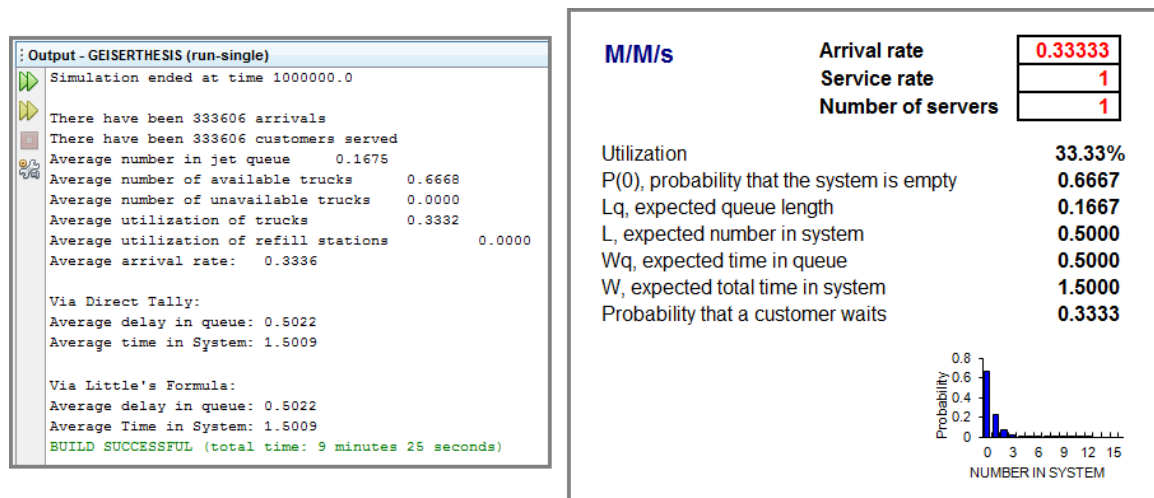 Output - GEISERTHESIS (run-single)
Simulation ended at time 1000000.0
There have been 333606 arrivals
There have been 333606 customers served
Average number in jet queue 0.1675
Average number of available trucks 0.6668
Average number of unavailable trucks 0.0000
Average utilization of trucks 0.3332
Average utilization of refill stations 0.0000
Average arrival rate: 0.3336
Via Direct Tally:
Average delay in queue: 0.5022
Average time in System: 1.5009
Via Little's Formula:
Average delay in queue: 0.5022
Average Time in System: 1.5009
BUILD SUCCESSFUL (total time: 9 minutes 25 seconds)
M/M/s
Arrival rate 0.33333
Service rate 1
Number of servers 1
Utilization 33.33%
P(0), probability that the system is empty 0.6667
Lq, expected queue length 0.1667
L, expected number in system 0.5000
Wq, expected time in queue 0.5000
W, expected total time in system 1.5000
Probability that a customer waits 0.3333
Probability
0.8
0.6
0.4
0.2
0
0 3 6 9 12 15
NUMBER IN SYSTEM